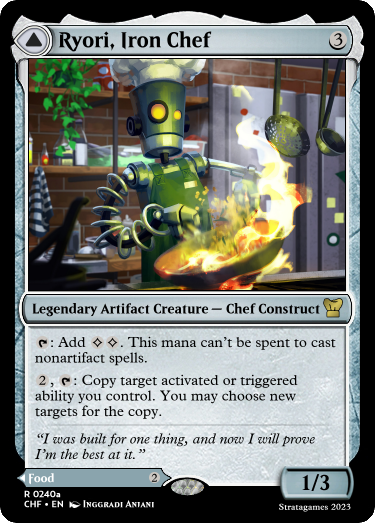 Ryori, Iron Chef 3
Legendary Artifact Creature — Chef Construct
: Add . This mana can't be spent to cast
nonartifact spells.
2, : Copy target activated or triggered
ability you control. You may choose new
targets for the copy.
"I was built for one thing, and now I will prove
I'm the best at it."
Food 2
1/3
R 0240a
CHF • EN Inggradi Aniani Stratagames 2023